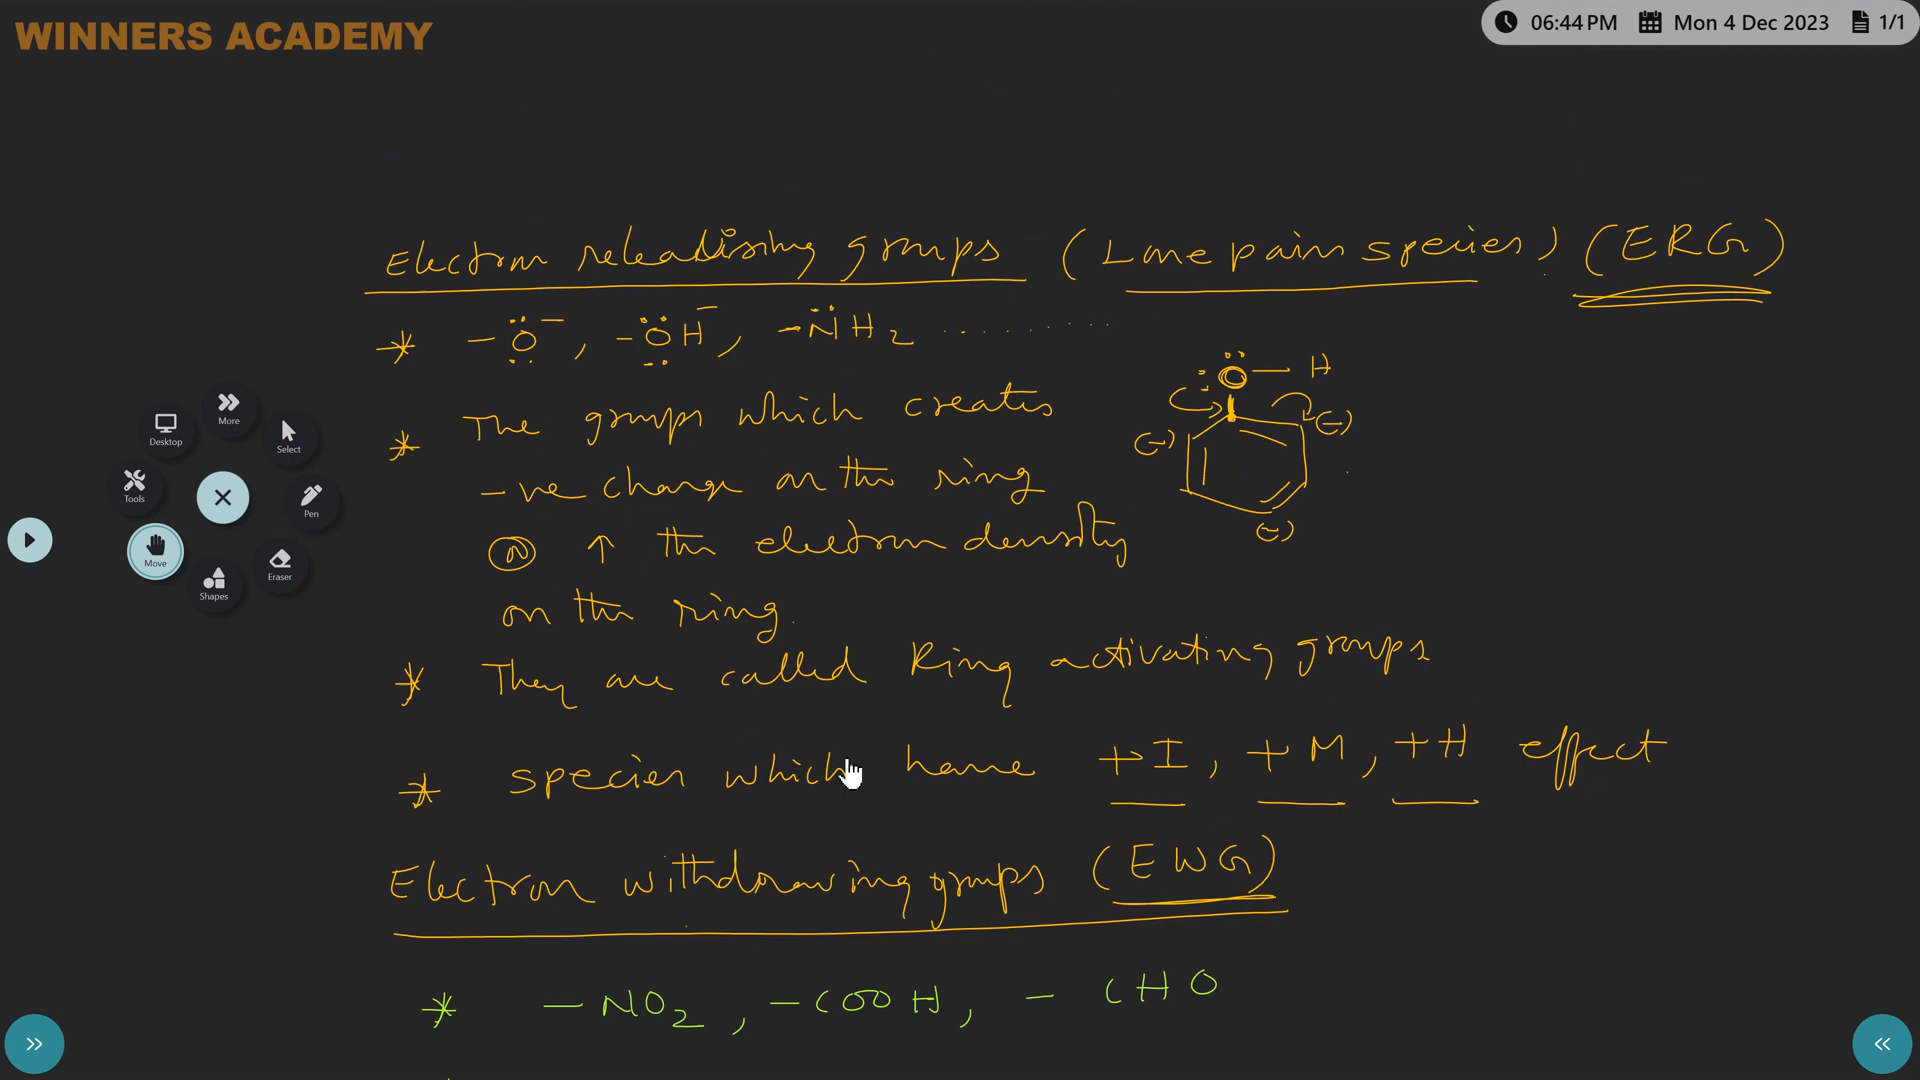 WINNERS ACADEMY
06:44 PM Mon 4 Dec 2023 1/1
Electron releasing groups (Lone pair species) (ERG)
* -O⁻, -OH⁻, -NH2 ..........
O — H
* The groups which creates
(-) (-)
-ve charge on the ring
(-)
↑ the electron density
on the ring.
* They are called Ring activating groups
* species which have +I, +M, +H effect
Electron withdrawing groups (EWG)
* -NO2, -COOH, - CHO
More
Desktop
Select
Tools
Pen
Move
Eraser
Shapes